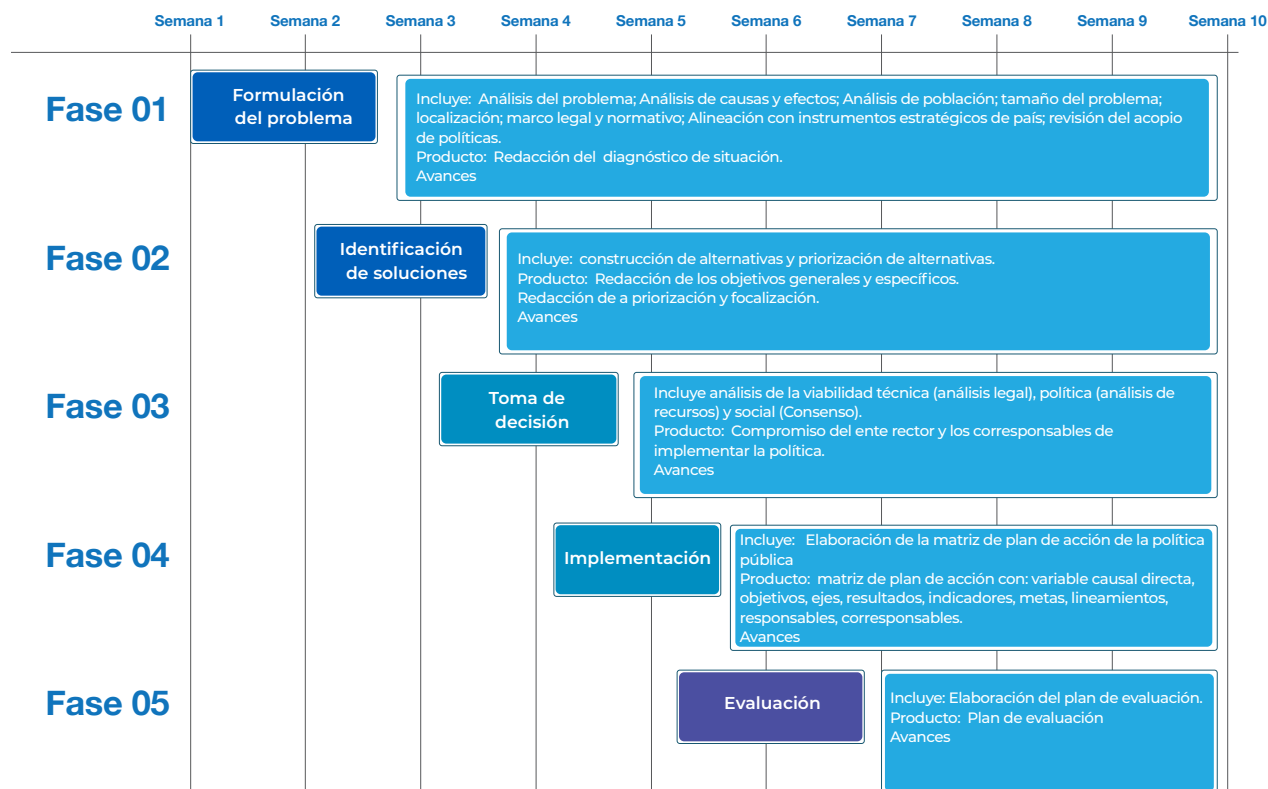 Semana 1 Semana 2 Semana 3 Semana 4 Semana 5 Semana 6 Semana 7 Semana 8 Semana 9 Semana 10
Fase 01
Formulación
del problema
Incluye: Análisis del problema; Análisis de causas y efectos; Análisis de población; tamaño del problema;
localización; marco legal y normativo; Alineación con instrumentos estratégicos de país; revisión del acopio
de políticas.
Producto: Redacción del diagnóstico de situación.
Avances
Fase 02
Identificación
de soluciones
Incluye: construcción de alternativas y priorización de alternativas.
Producto: Redacción de los objetivos generales y específicos.
Redacción de a priorización y focalización.
Avances
Fase 03
Toma de
decisión
Incluye análisis de la viabilidad técnica (análisis legal), política (análisis de
recursos) y social (Consenso).
Producto: Compromiso del ente rector y los corresponsables de
implementar la política.
Avances
Fase 04
Implementación
Incluye: Elaboración de la matriz de plan de acción de la política
pública
Producto: matriz de plan de acción con: variable causal directa,
objetivos, ejes, resultados, indicadores, metas, lineamientos,
responsables, corresponsables.
Avances
Fase 05
Evaluación
Incluye: Elaboración del plan de evaluación.
Producto: Plan de evaluación
Avances